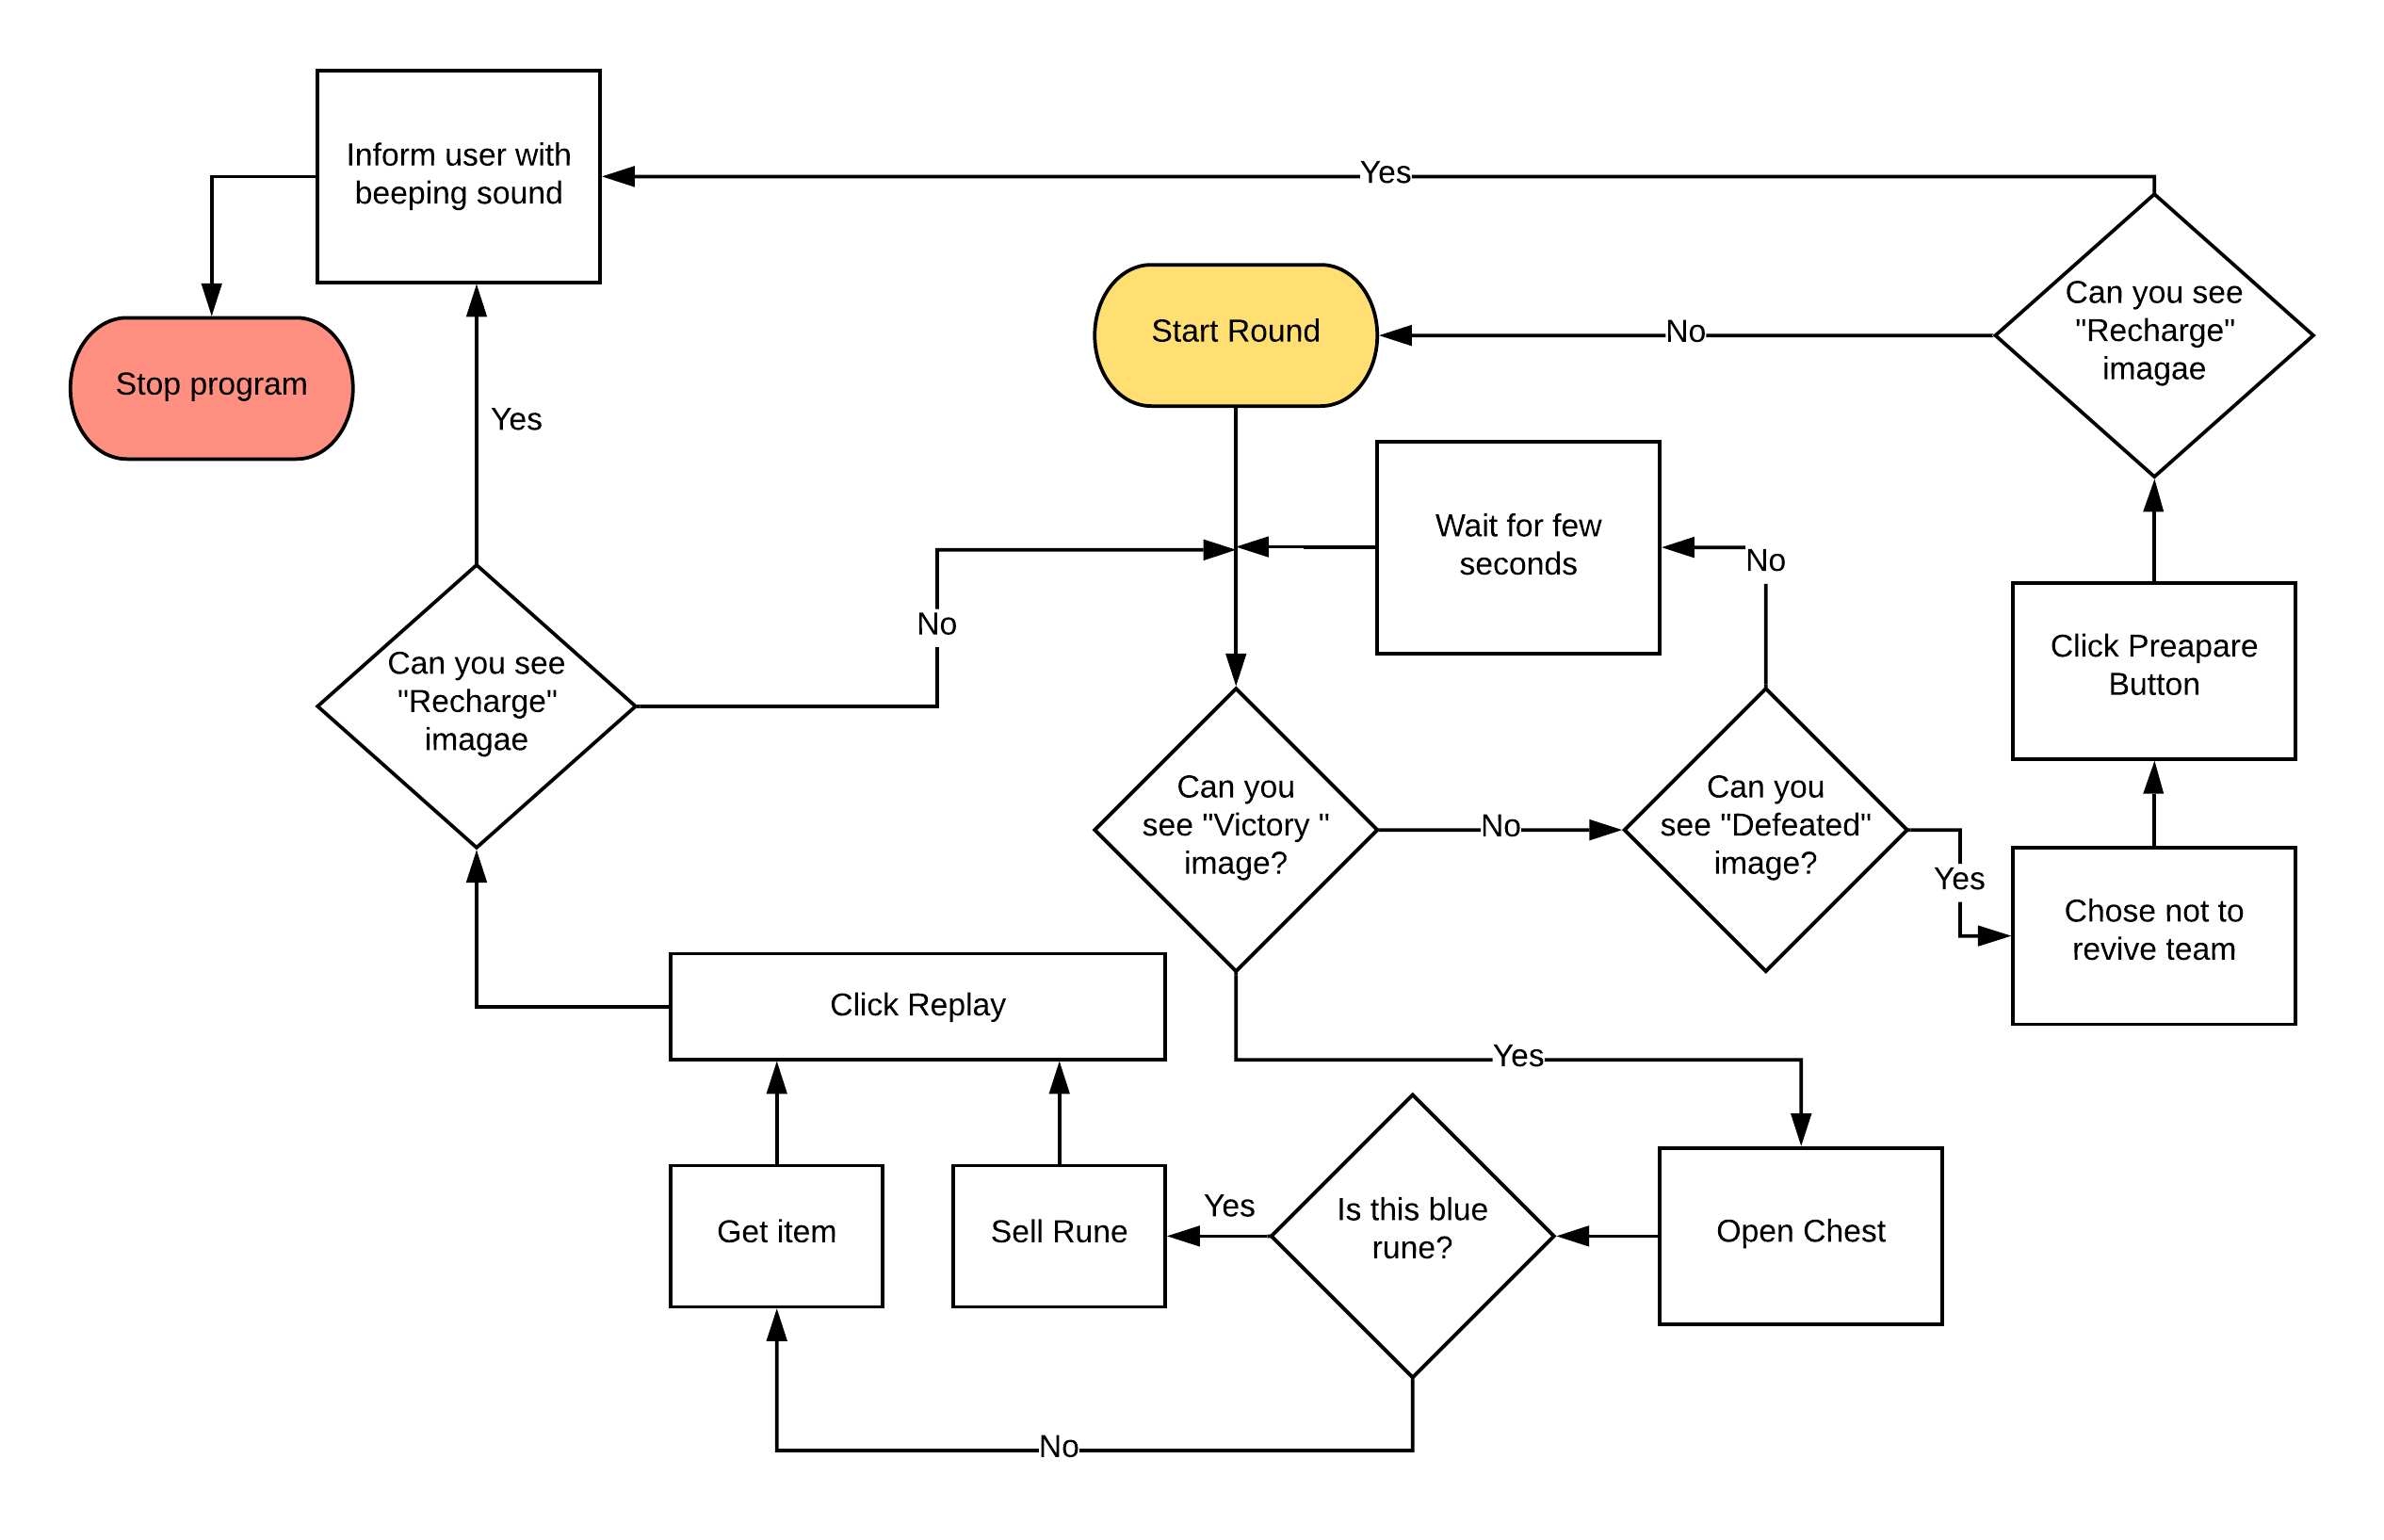 Inform user with
beeping sound
Yes
Stop program
Start Round
No
Can you see
"Recharge"
imagae
Yes
Wait for few
seconds
No
No
Can you see
"Recharge"
imagae
Click Preapare
Button
Can you
see "Victory "
image?
No
Can you
see "Defeated"
image?
Yes
Chose not to
revive team
Click Replay
Yes
Get item
Sell Rune
Yes
Is this blue
rune?
Open Chest
No